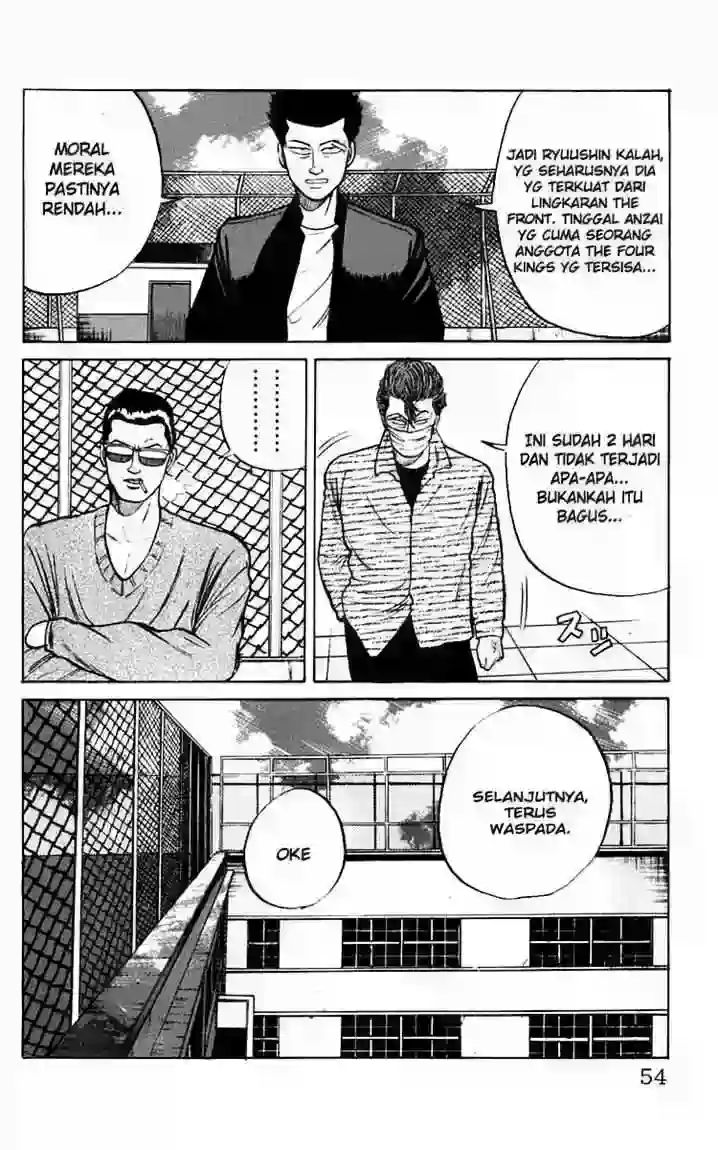 JADI RYUUSHIN KALAH,
YG SEHARUSNYA DIA
YG TERKUAT DARI
LINGKARAN THE
FRONT. TINGGAL ANZAI
YG CUMA SEORANG
ANGGOTA THE FOUR
KINGS YG TERSISA...
MORAL
MEREKA
PASTINYA
RENDAH...
INI SUDAH 2 HARI
DAN TIDAK TERJADI
APA-APA...
BUKANKAH ITU
BAGUS...
ズッ
.........
.........
SELANJUTNYA,
TERUS
WASPADA.
OKE
54